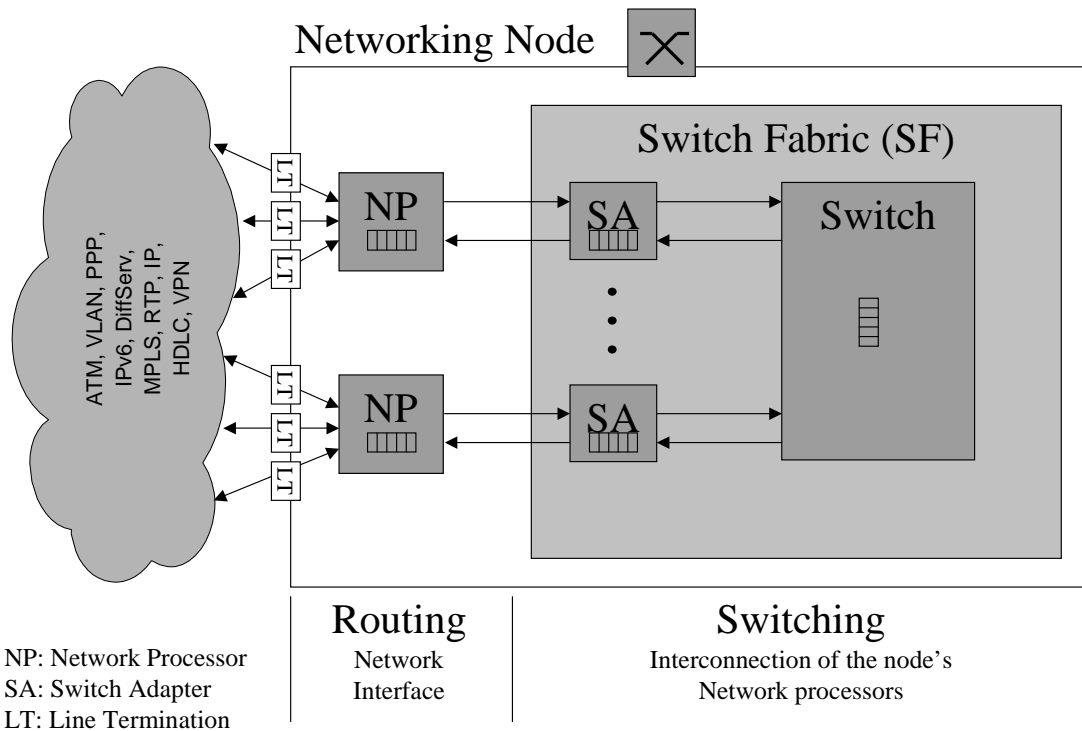 Networking Node
Switch Fabric (SF)
ATM, VLAN, PPP,
IPv6, DiffServ,
MPLS, RTP, IP,
HDLC, VPN
LT
LT
LT
NP
SA
Switch
LT
LT
LT
NP
SA
Routing
Network
Interface
Switching
Interconnection of the node's
Network processors
NP: Network Processor
SA: Switch Adapter
LT: Line Termination